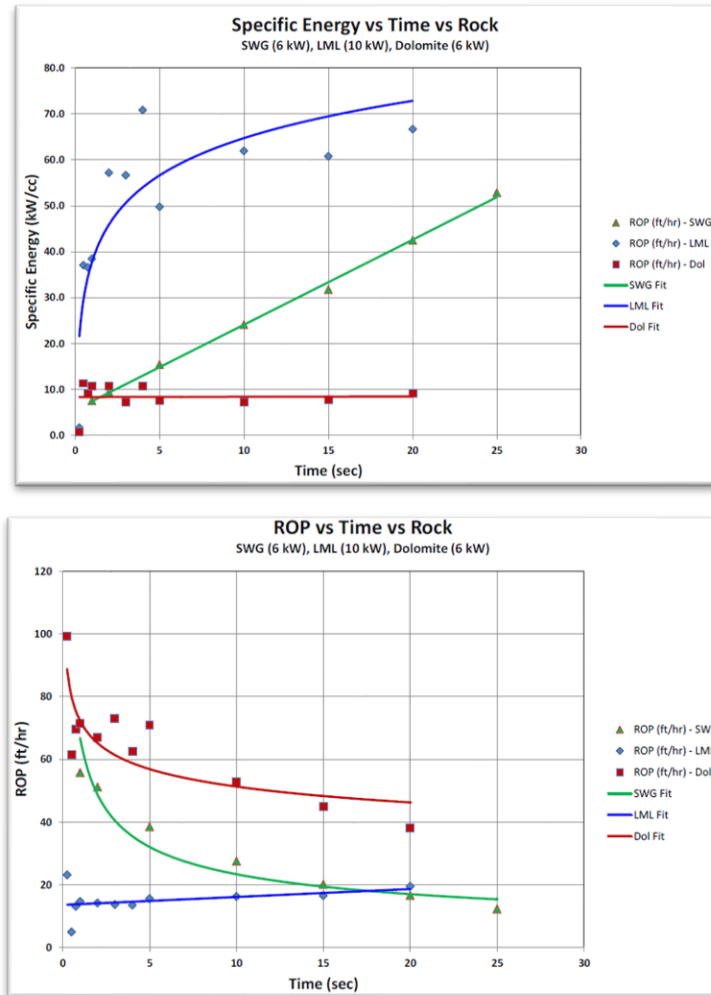 Specific Energy vs Time vs Rock
SWG (6 kW), LML (10 kW), Dolomite (6 kW)
80.0
70.0
60.0
50.0
40.0
30.0
20.0
10.0
0.0
Specific Energy (kW/cc)
0 5 10 15 20 25 30
Time (sec)
ROP (ft/hr) - SWG
ROP (ft/hr) - LML
ROP (ft/hr) - Dol
SWG Fit
LML Fit
Dol Fit
ROP vs Time vs Rock
SWG (6 kW), LML (10 kW), Dolomite (6 kW)
120
100
80
60
40
20
0
ROP (ft/hr)
0 5 10 15 20 25 30
Time (sec)
ROP (ft/hr) - SW
ROP (ft/hr) - LML
ROP (ft/hr) - Dol
SWG Fit
LML Fit
Dol Fit